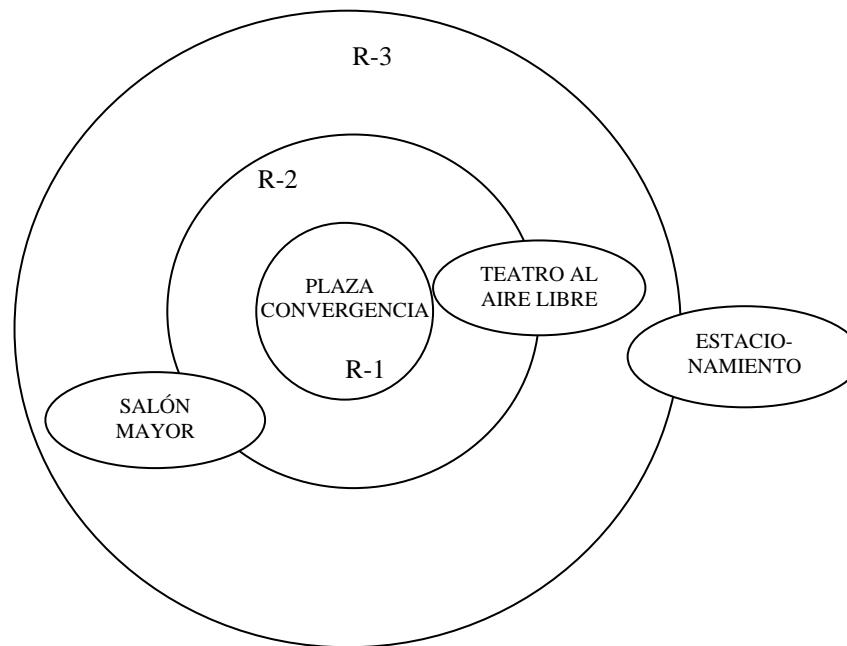 R-3
R-2
PLAZA
CONVERGENCIA
R-1
TEATRO AL
AIRE LIBRE
ESTACIO-
NAMIENTO
SALÓN
MAYOR